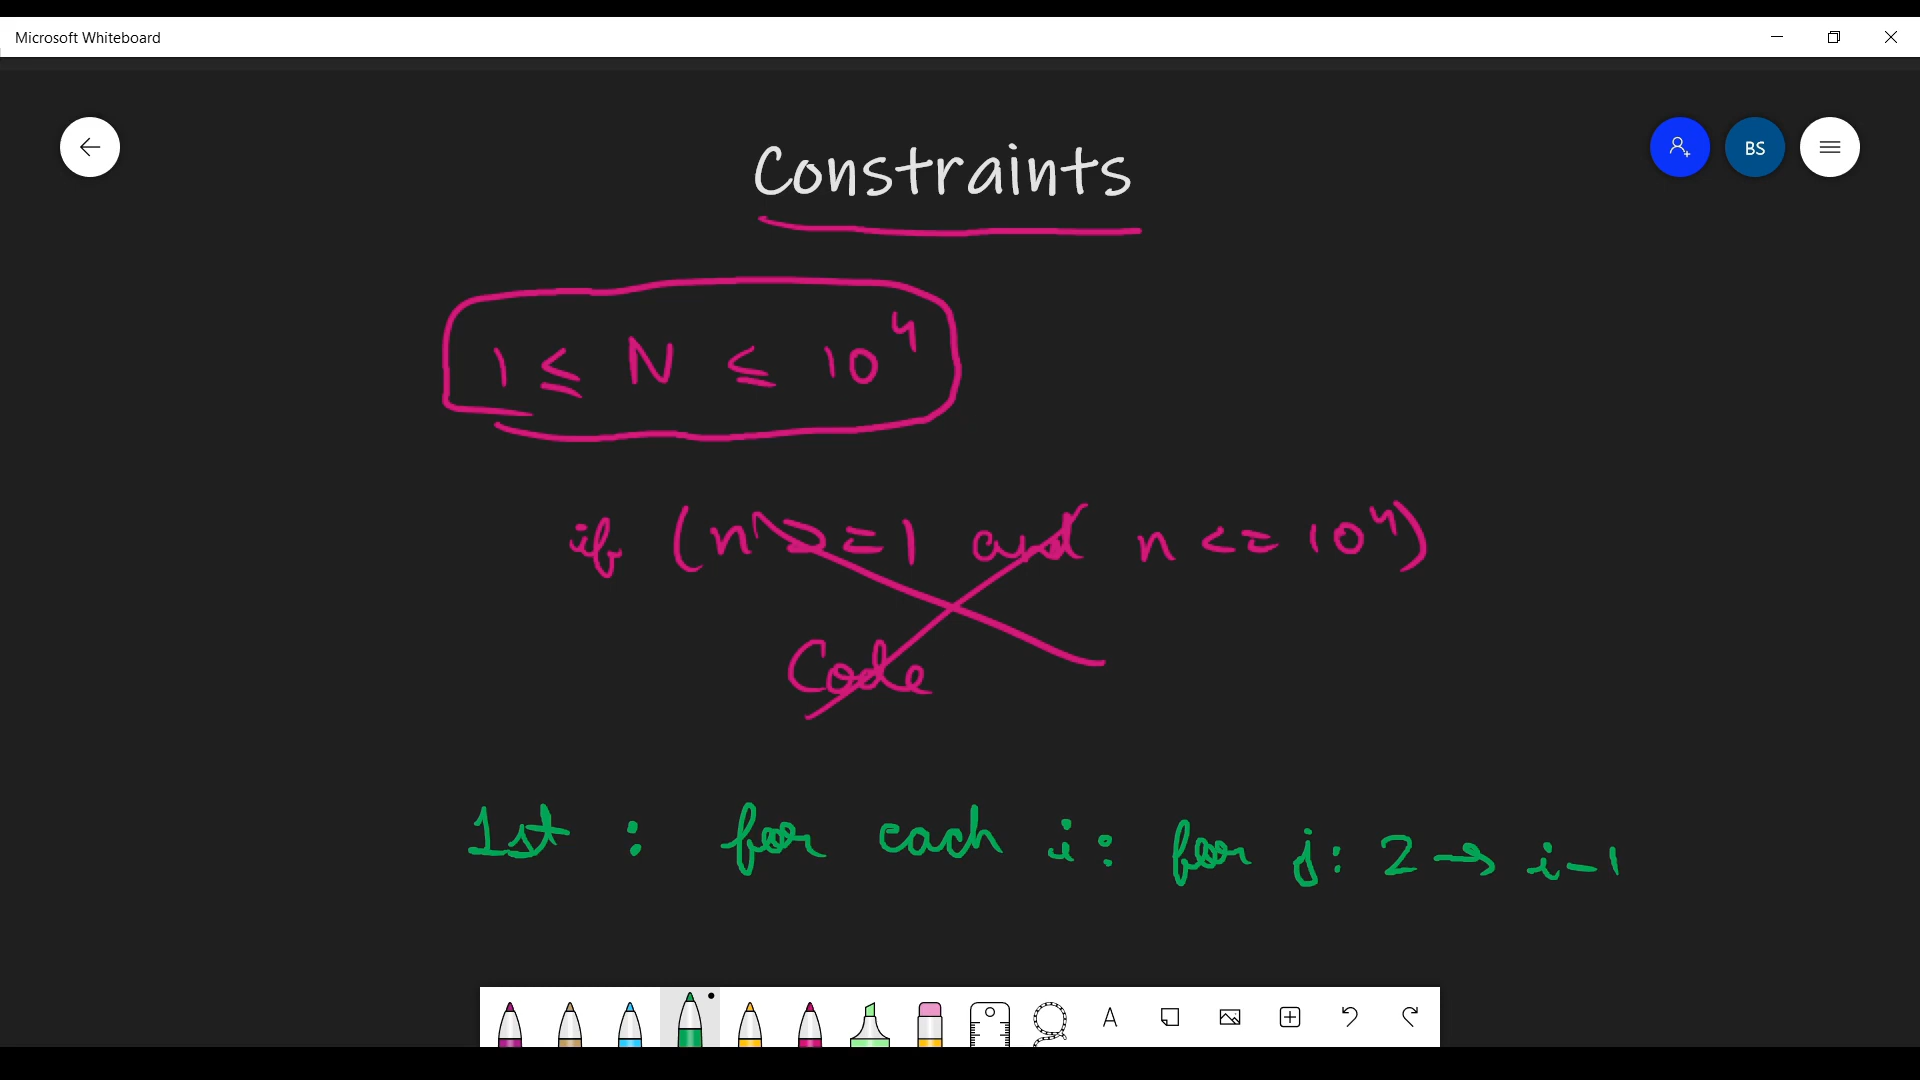 Microsoft Whiteboard
BS
Constraints
1 ≤ N ≤ 10⁴
if (n>=1 and n <= 10⁴)
Code
1st : for each i: for j: 2 → i-1